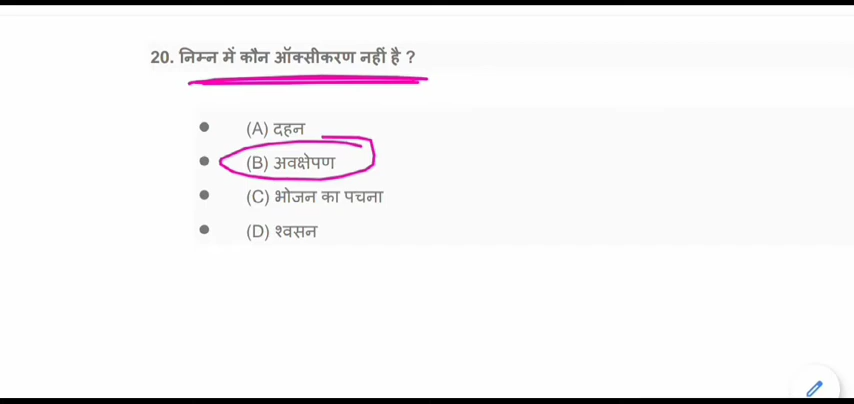 20. निम्न में कौन ऑक्सीकरण नहीं है ?
(A) दहन
(B) अवक्षेपण
(C) भोजन का पचना
(D) श्वसन